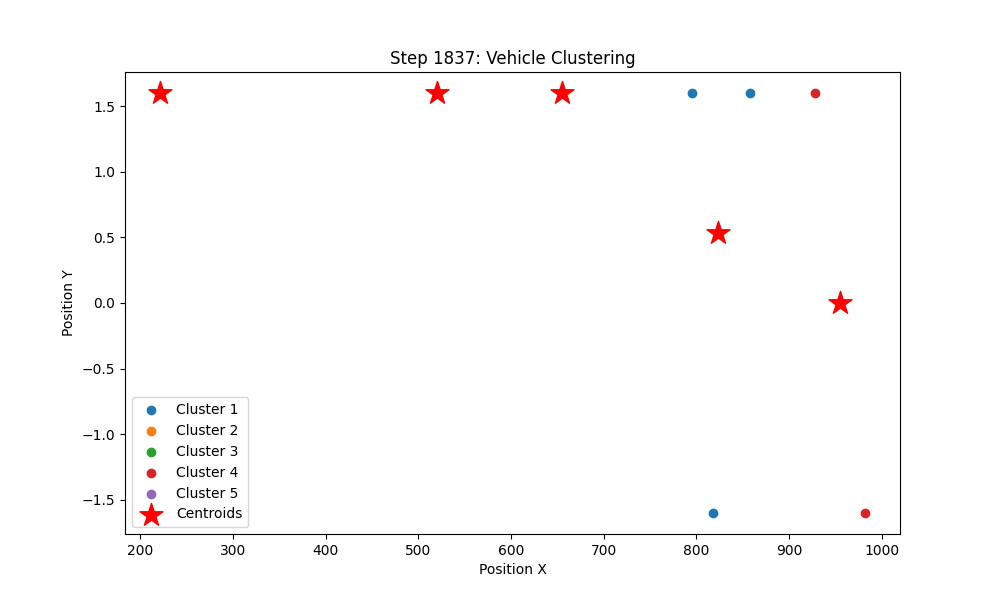 Step 1837: Vehicle Clustering
Position Y
1.5
1.0
0.5
0.0
−0.5
−1.0
−1.5
Cluster 1
Cluster 2
Cluster 3
Cluster 4
Cluster 5
Centroids
200 300 400 500 600 700 800 900 1000
Position X